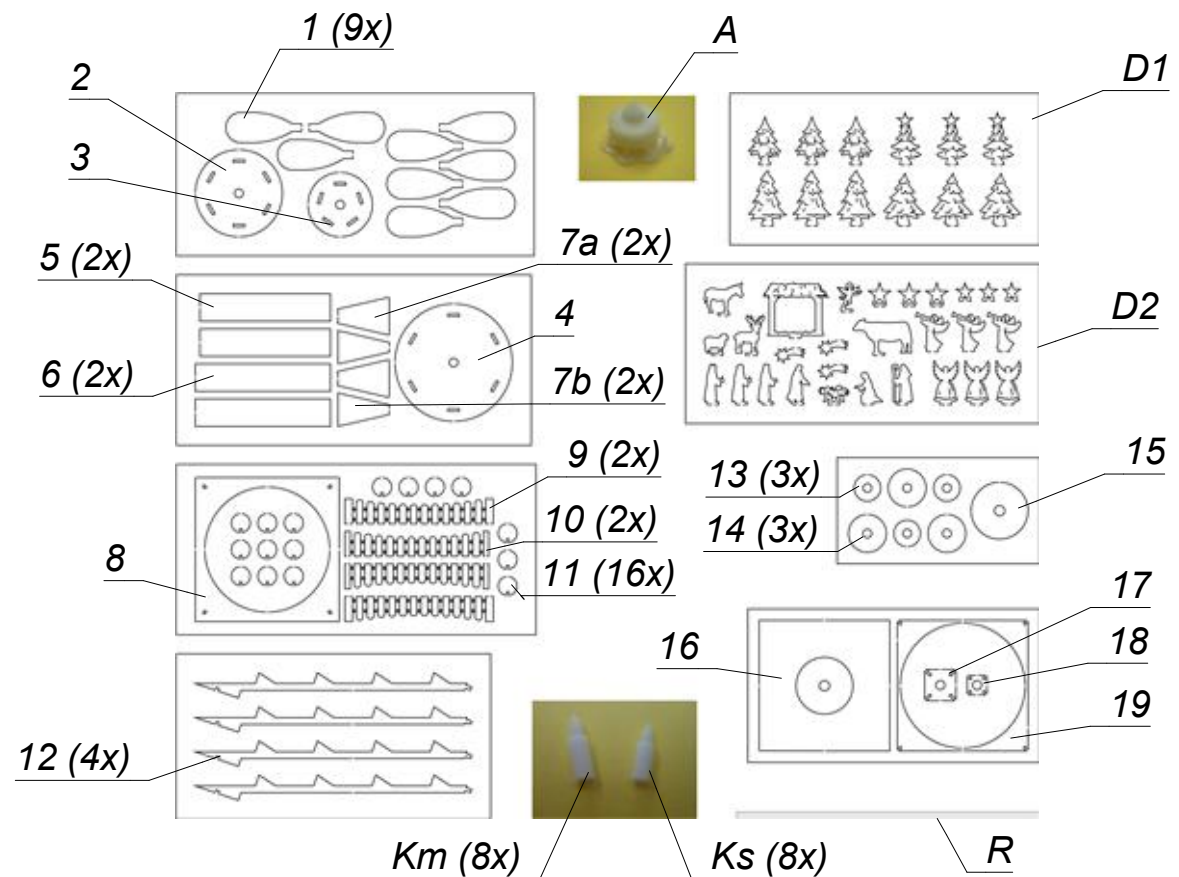 1 (9x)
A
D1
2
3
5 (2x)
7a (2x)
4
D2
6 (2x)
7b (2x)
9 (2x)
13 (3x)
15
10 (2x)
14 (3x)
8
11 (16x)
17
16
18
19
12 (4x)
Km (8x)
Ks (8x)
R